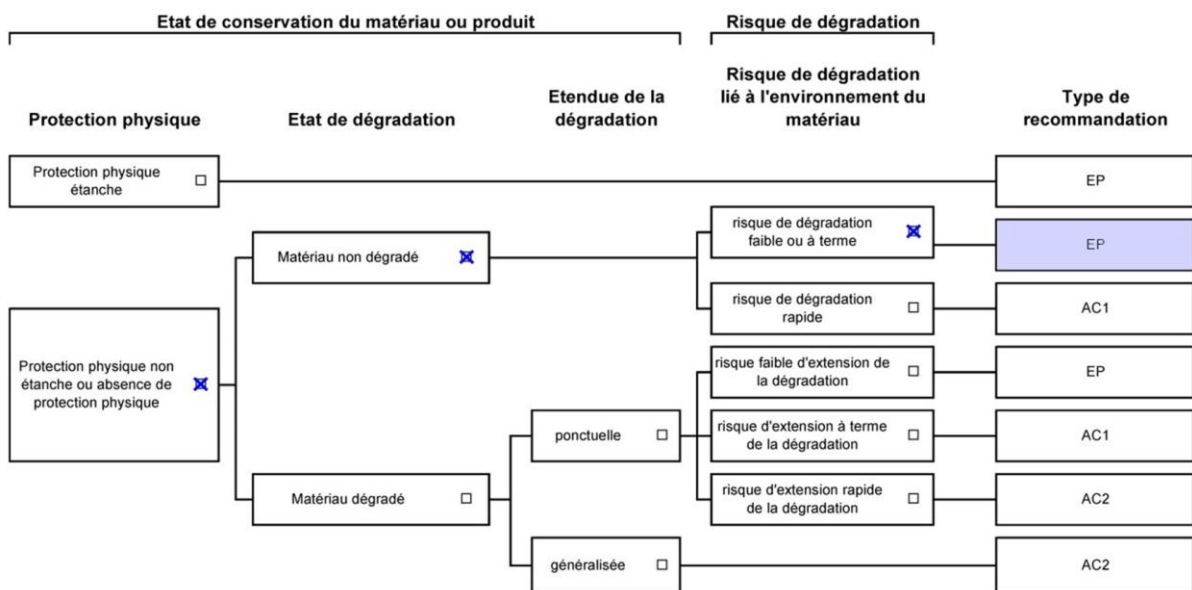 Etat de conservation du matériau ou produit
Risque de dégradation
Protection physique
Etat de dégradation
Etendue de la
dégradation
Risque de dégradation
lié à l'environnement du
matériau
Type de
recommandation
Protection physique
étanche
EP
risque de dégradation
faible ou à terme
EP
Matériau non dégradé
risque de dégradation
rapide
AC1
Protection physique non
étanche ou absence de
protection physique
risque faible d'extension de
la dégradation
EP
ponctuelle
risque d'extension à terme
de la dégradation
AC1
Matériau dégradé
risque d'extension rapide
de la dégradation
AC2
généralisée
AC2